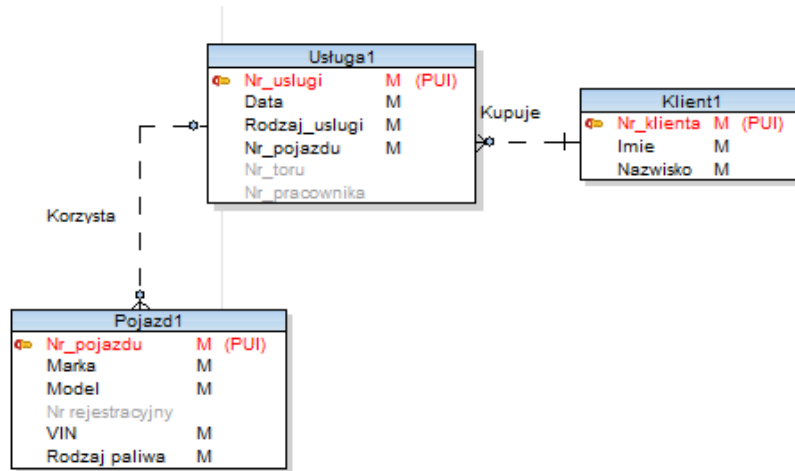 Usługa1
Nr_uslugi M (PUI)
Data M
Rodzaj_uslugi M
Nr_pojazdu M
Nr_toru
Nr_pracownika
Kupuje
Klient1
Nr_klienta M (PUI)
Imie M
Nazwisko M
Korzysta
Pojazd1
Nr_pojazdu M (PUI)
Marka M
Model M
Nr rejestracyjny
VIN M
Rodzaj paliwa M